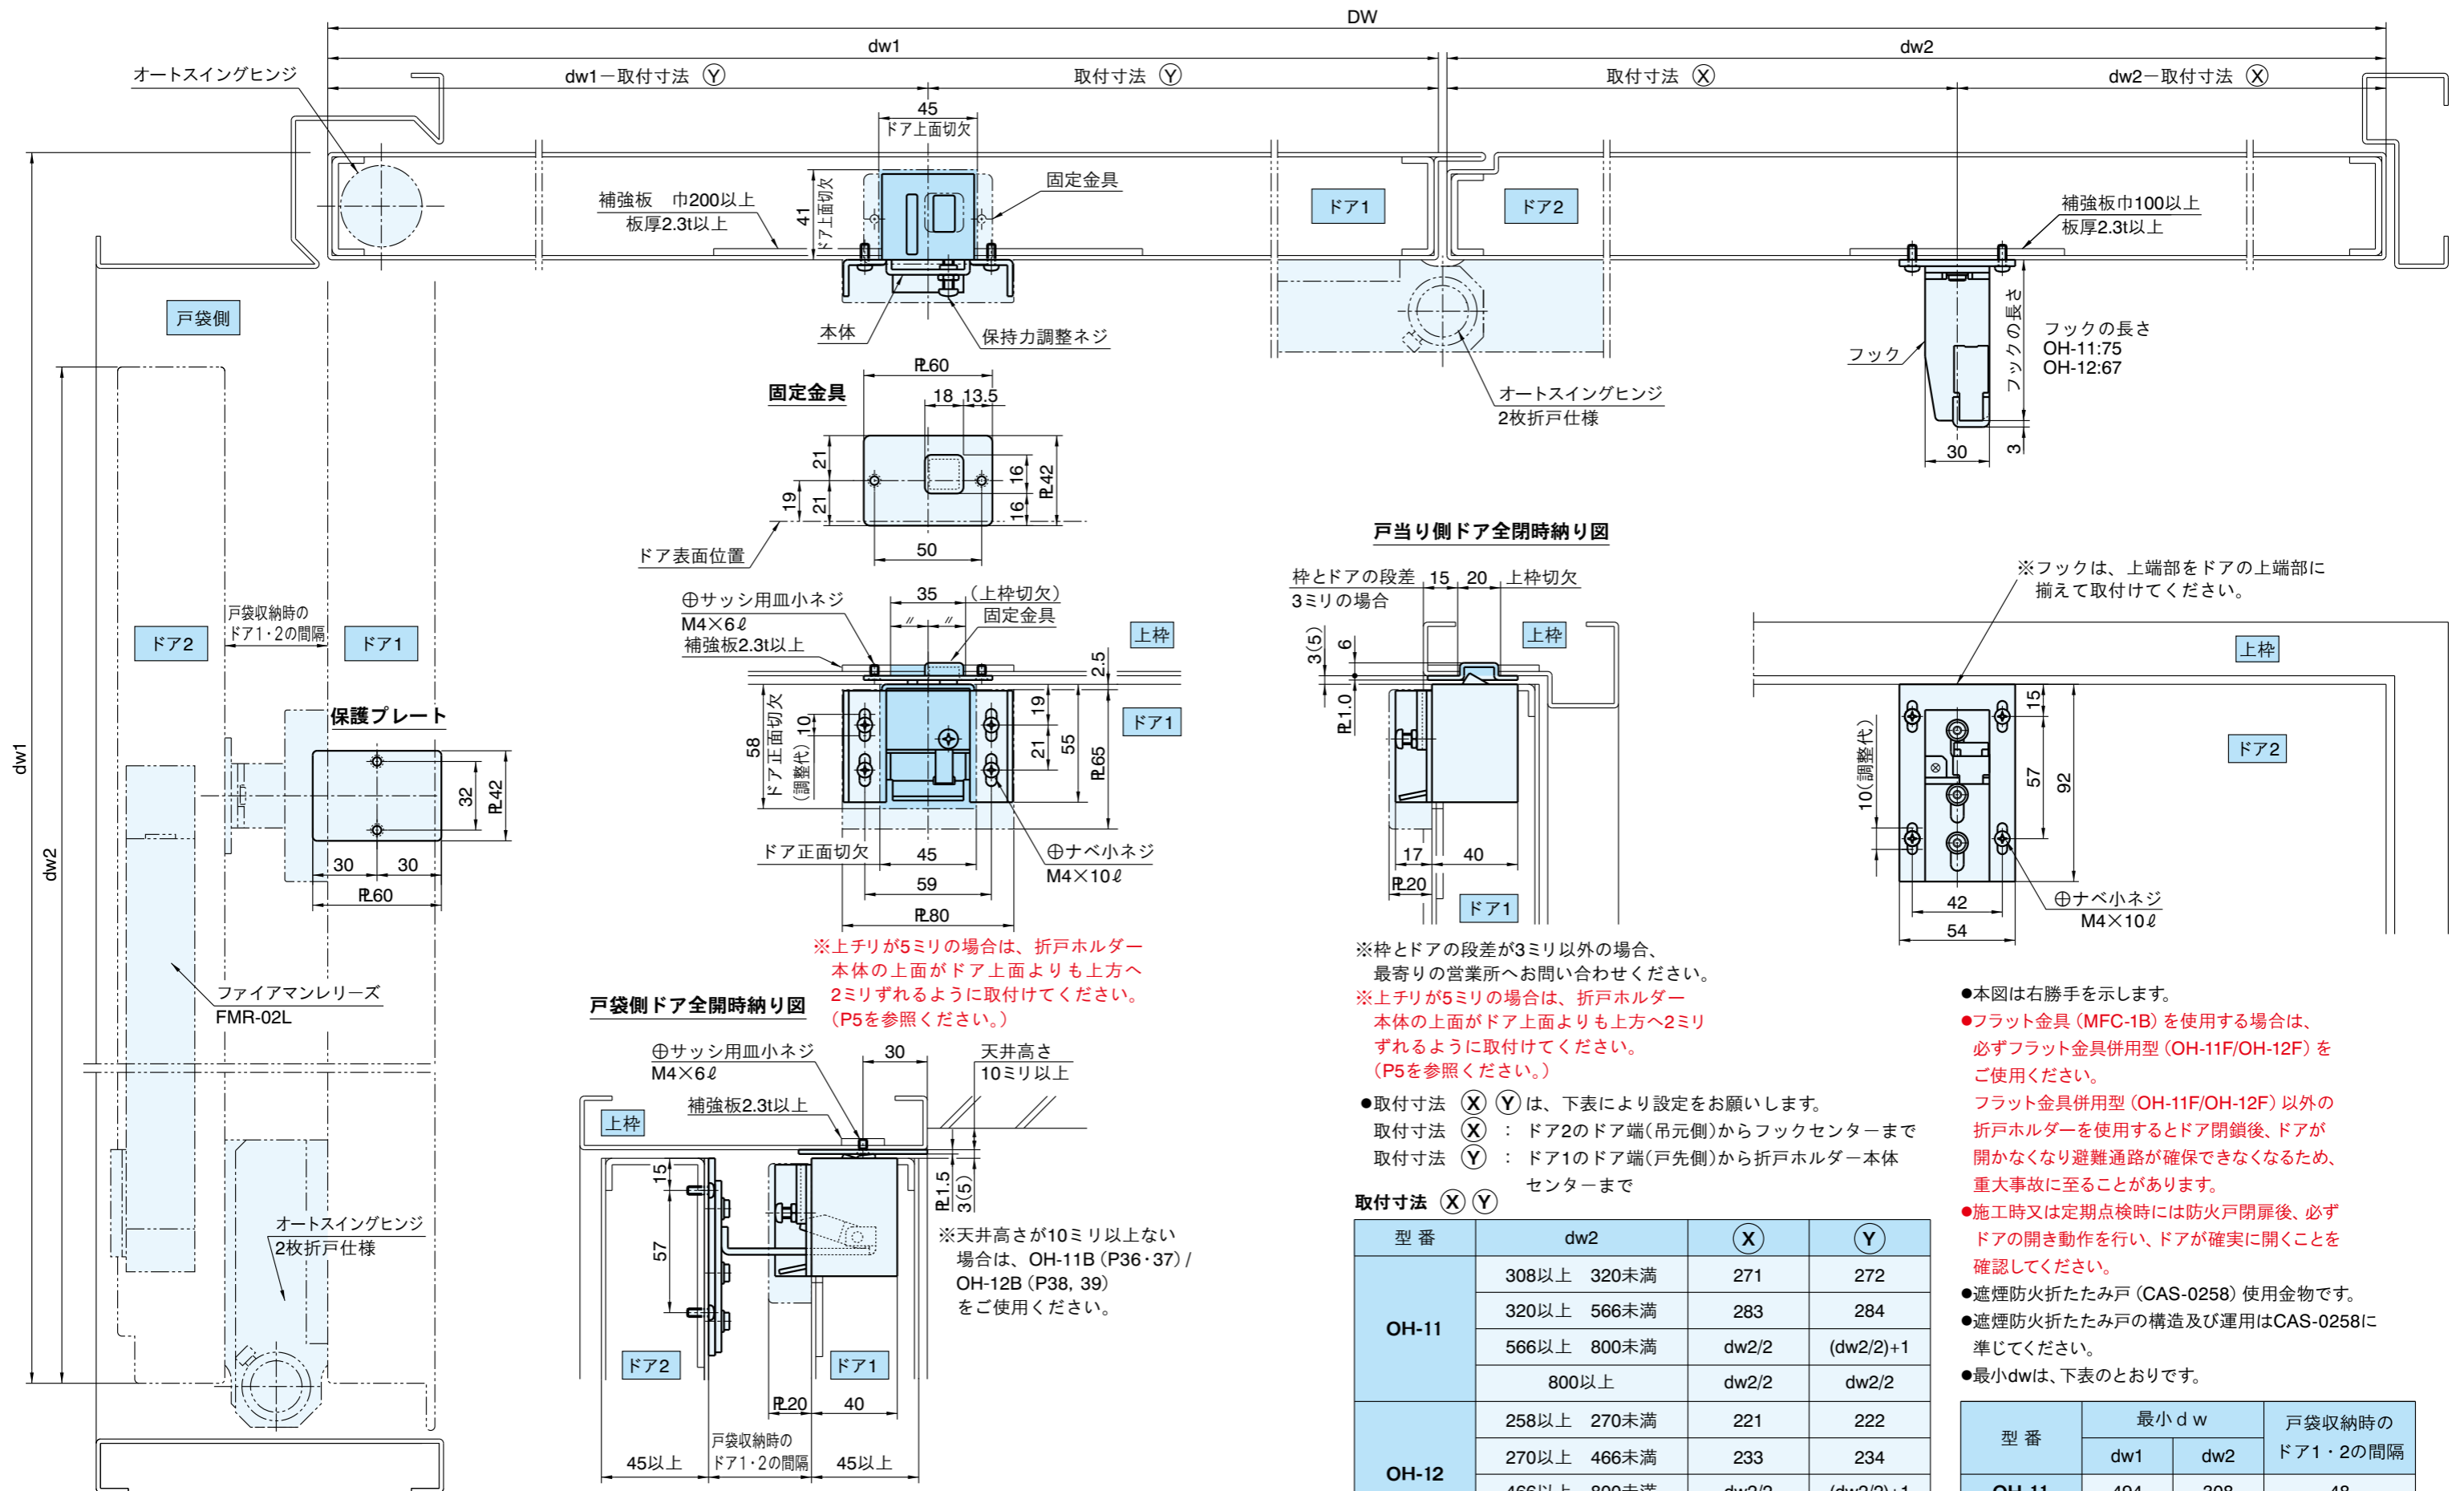 DW
dw1
dw2
オートスイングヒンジ
dw1−取付寸法 Ⓨ
取付寸法 Ⓨ
取付寸法 Ⓧ
dw2−取付寸法 Ⓧ
45
ドア上面切欠
41
ドア上面切欠
固定金具
補強板 巾200以上
板厚2.3t以上
ドア1
ドア2
補強板巾100以上
板厚2.3t以上
戸袋側
本体
保持力調整ネジ
フック
フックの長さ
フックの長さ
OH-11:75
OH-12:67
30
3
オートスイングヒンジ
2枚折戸仕様
固定金具
PL60
18
13.5
21
21
19
16
16
PL42
50
ドア表面位置
戸当り側ドア全閉時納り図
dw1
dw2
戸袋収納時の
ドア1・2の間隔
ドア2
ドア1
保護プレート
32
PL42
30
30
PL60
ファイアマンレリーズ
FMR-02L
オートスイングヒンジ
2枚折戸仕様
⊕サッシ用皿小ネジ
M4×6ℓ
補強板2.3t以上
35
(上枠切欠)
固定金具
〃
〃
上枠
2.5
58
ドア正面切欠
10
(調整代)
19
21
55
PL65
ドア1
ドア正面切欠
45
59
PL80
⊕ナベ小ネジ
M4×10ℓ
※上チリが5ミリの場合は、折戸ホルダー
本体の上面がドア上面よりも上方へ
2ミリずれるように取付けてください。
(P5を参照ください。)
枠とドアの段差
3ミリの場合
15
20
上枠切欠
上枠
3(5)
6
PL1.0
17
40
PL20
ドア1
※枠とドアの段差が3ミリ以外の場合、
最寄りの営業所へお問い合わせください。
※上チリが5ミリの場合は、折戸ホルダー
本体の上面がドア上面よりも上方へ2ミリ
ずれるように取付けてください。
(P5を参照ください。)
※フックは、上端部をドアの上端部に
揃えて取付けてください。
上枠
ドア2
15
57
92
10(調整代)
42
54
⊕ナベ小ネジ
M4×10ℓ
戸袋側ドア全開時納り図
⊕サッシ用皿小ネジ
M4×6ℓ
補強板2.3t以上
30
天井高さ
10ミリ以上
上枠
15
57
PL1.5
3(5)
※天井高さが10ミリ以上ない
場合は、OH-11B (P36・37) /
OH-12B (P38, 39)
をご使用ください。
ドア2
ドア1
PL20
40
45以上
戸袋収納時の
ドア1・2の間隔
45以上
●取付寸法 Ⓧ Ⓨ は、下表により設定をお願いします。
取付寸法 Ⓧ : ドア2のドア端(吊元側)からフックセンターまで
取付寸法 Ⓨ : ドア1のドア端(戸先側)から折戸ホルダー本体
センターまで
取付寸法 Ⓧ Ⓨ
型 番 dw2 Ⓧ Ⓨ
OH-11
308以上 320未満 271 272
320以上 566未満 283 284
566以上 800未満 dw2/2 (dw2/2)+1
800以上 dw2/2 dw2/2
OH-12
258以上 270未満 221 222
270以上 466未満 233 234
466以上 800未満 dw2/2 (dw2/2)+1
●本図は右勝手を示します。
●フラット金具 (MFC-1B) を使用する場合は、
必ずフラット金具併用型 (OH-11F/OH-12F) を
ご使用ください。
フラット金具併用型 (OH-11F/OH-12F) 以外の
折戸ホルダーを使用するとドア閉鎖後、ドアが
開かなくなり避難通路が確保できなくなるため、
重大事故に至ることがあります。
●施工時又は定期点検時には防火戸閉扉後、必ず
ドアの開き動作を行い、ドアが確実に開くことを
確認してください。
●遮煙防火折たたみ戸 (CAS-0258) 使用金物です。
●遮煙防火折たたみ戸の構造及び運用はCAS-0258に
準じてください。
●最小dwは、下表のとおりです。
型 番 最小ｄｗ 戸袋収納時の
dw1 dw2 ドア1・2の間隔
OH-11 494 308 48